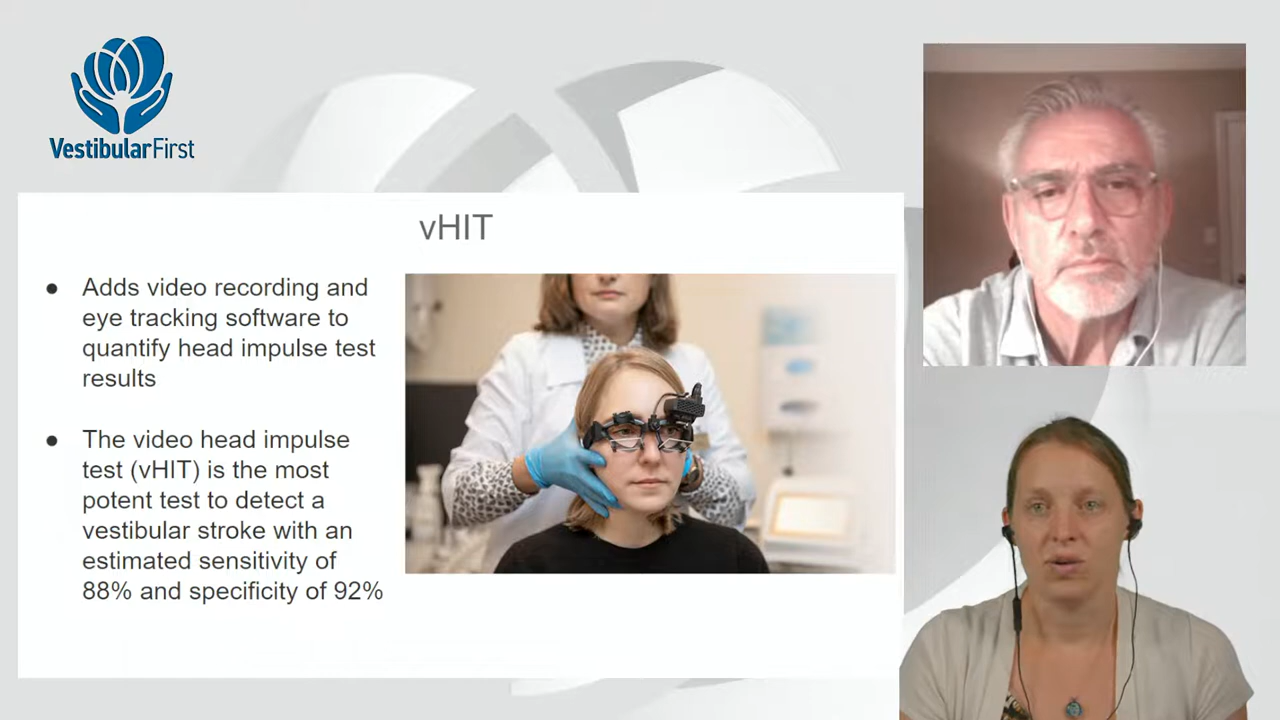 VestibularFirst
vHIT
● Adds video recording and
eye tracking software to
quantify head impulse test
results
● The video head impulse
test (vHIT) is the most
potent test to detect a
vestibular stroke with an
estimated sensitivity of
88% and specificity of 92%